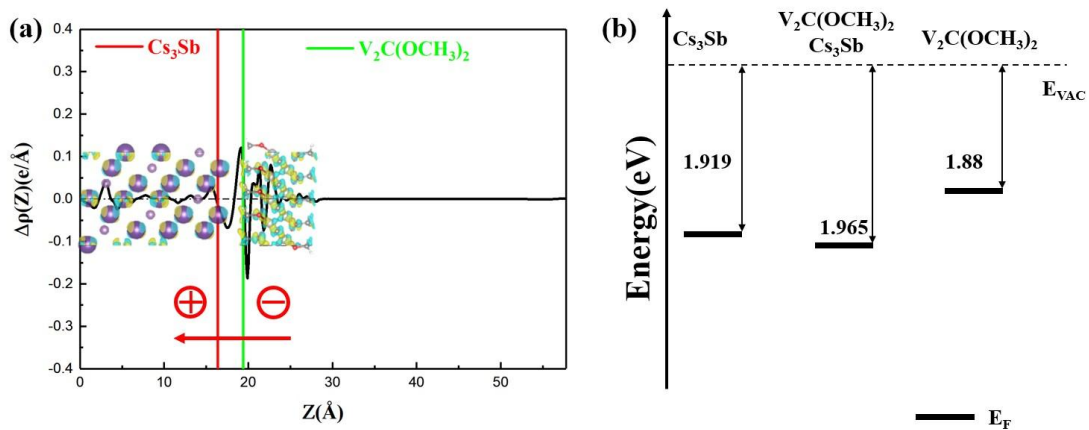 (a)
Cs₃Sb
V₂C(OCH₃)₂
Δρ(Z)(e/Å)
0.4
0.3
0.2
0.1
0.0
-0.1
-0.2
-0.3
-0.4
0
10
20
30
40
50
Z(Å)
(b)
Energy(eV)
Cs₃Sb
V₂C(OCH₃)₂
Cs₃Sb
V₂C(OCH₃)₂
E_VAC
1.919
1.965
1.88
E_F